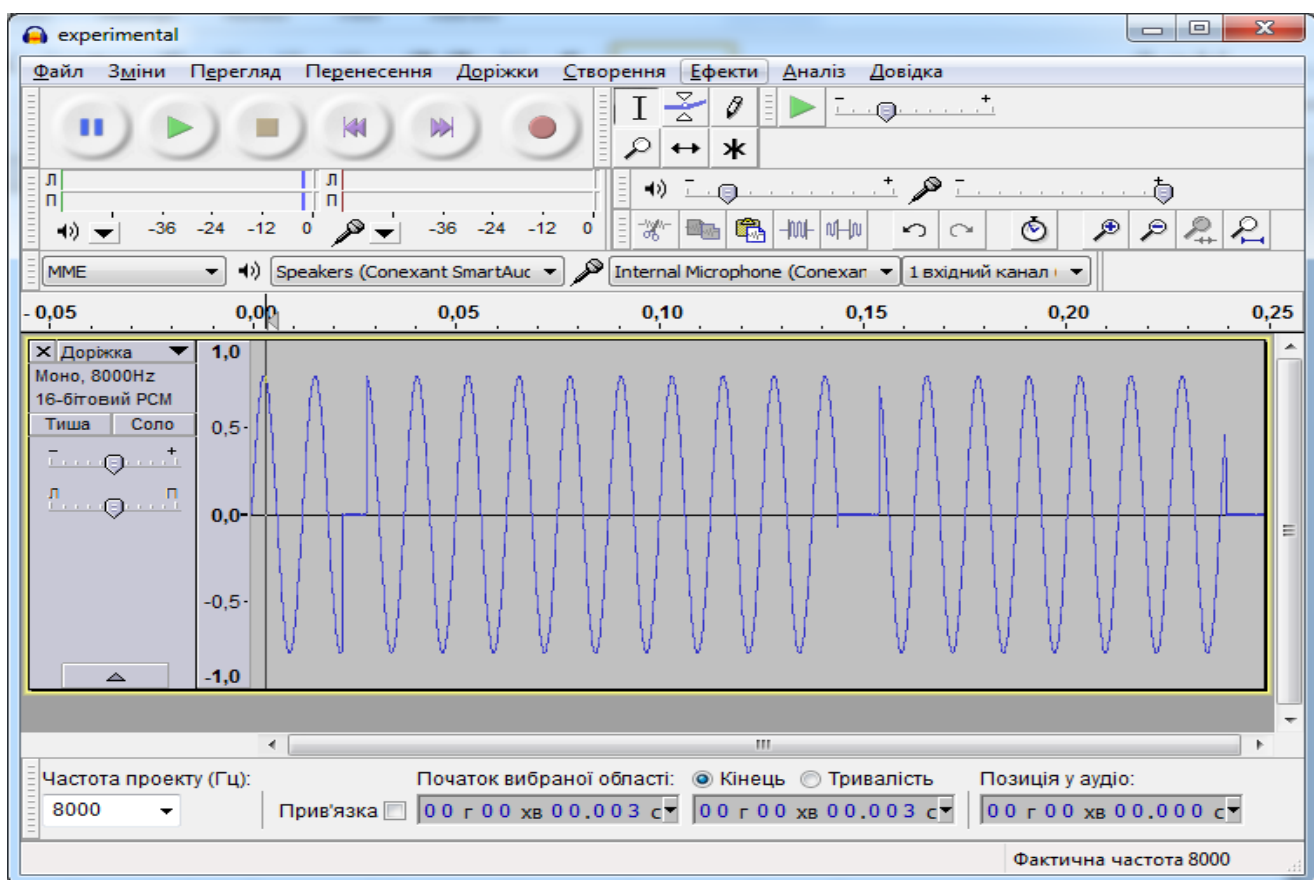 experimental
Файл Зміни Перегляд Перенесення Доріжки Створення Ефекти Аналіз Довідка
- +
Л Л
П П
- + - +
-36 -24 -12 0 -36 -24 -12 0
MME Speakers (Conexant SmartAuc Internal Microphone (Conexar 1 вхідний канал (
- 0,05 0,00 0,05 0,10 0,15 0,20 0,25
X Доріжка 1,0
Моно, 8000Hz
16-бітовий PCM
Тиша Соло 0,5
- +
Л П
0,0
-0,5
-1,0
Частота проекту (Гц): Початок вибраної області: Кінець Тривалість Позиція у аудіо:
8000 Прив'язка 00 г 00 хв 00.003 с 00 г 00 хв 00.003 с 00 г 00 хв 00.000 с
Фактична частота 8000